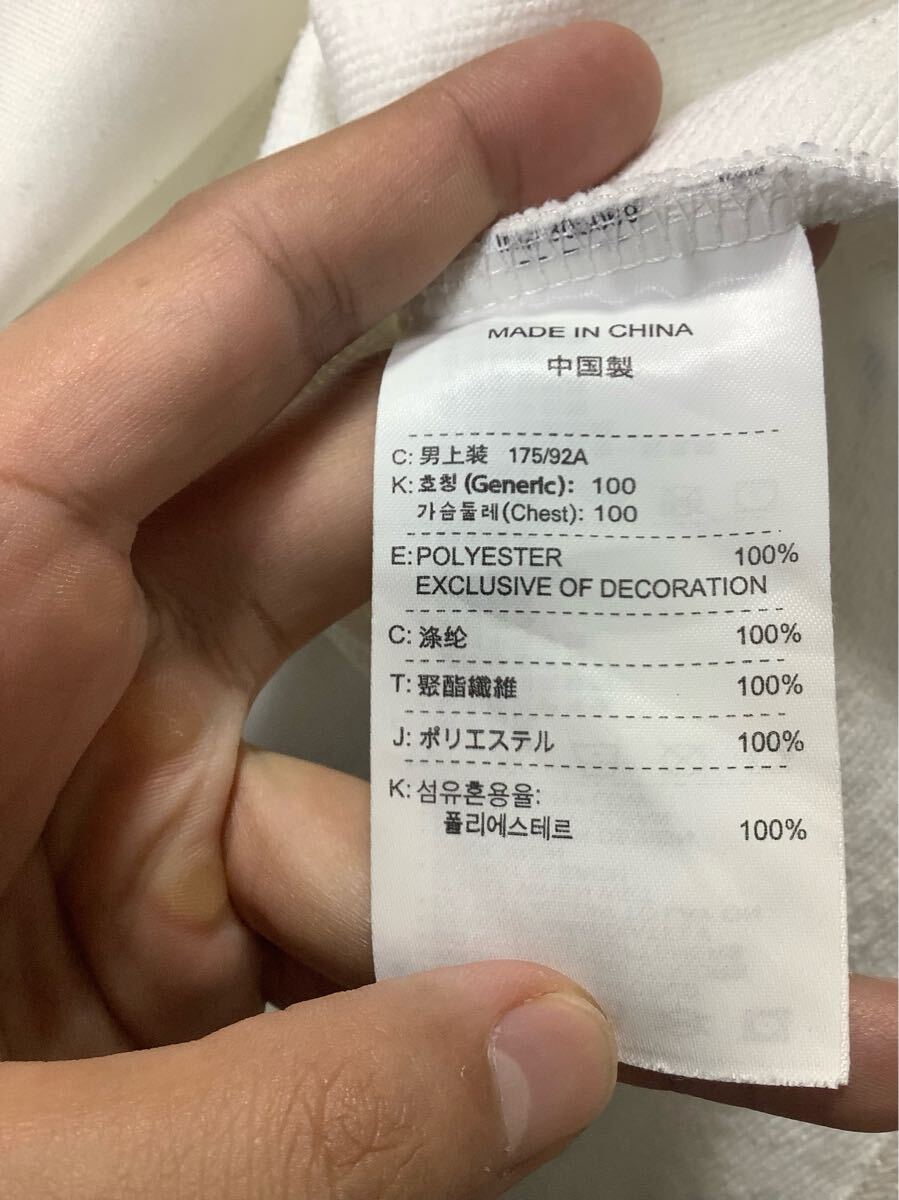 MADE IN CHINA
中国製
C: 男上装 175/92A
K: 호칭 (Generic): 100
가슴둘레(Chest): 100
E: POLYESTER 100%
EXCLUSIVE OF DECORATION
C: 涤纶 100%
T: 聚酯纖維 100%
J: ポリエステル 100%
K: 섬유혼용율:
폴리에스테르 100%